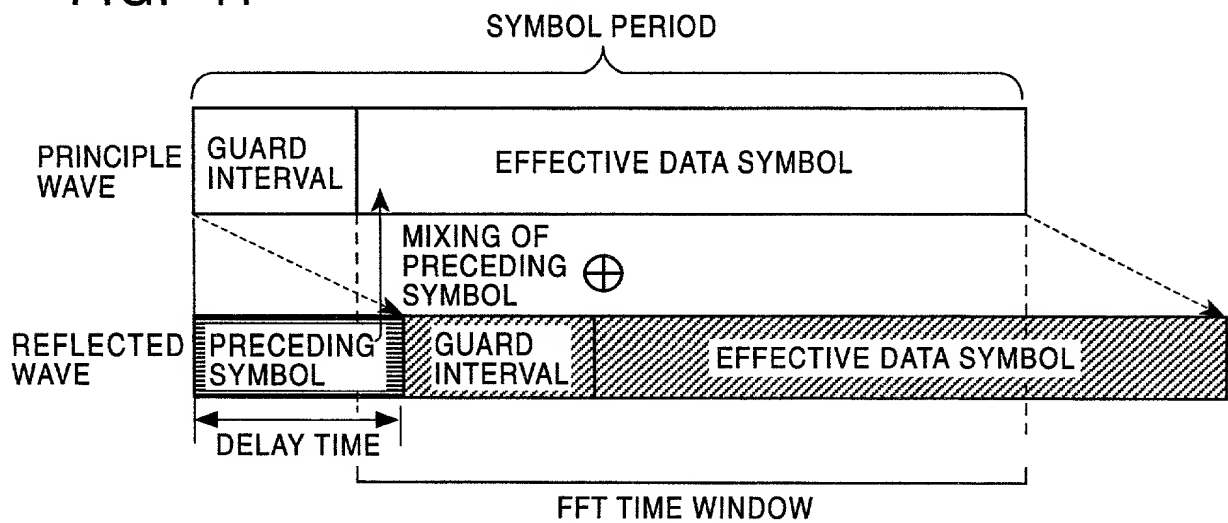 SYMBOL PERIOD
PRINCIPLE
WAVE
GUARD
INTERVAL
EFFECTIVE DATA SYMBOL
MIXING OF
PRECEDING
SYMBOL
REFLECTED
WAVE
PRECEDING
SYMBOL
GUARD
INTERVAL
EFFECTIVE DATA SYMBOL
DELAY TIME
FFT TIME WINDOW